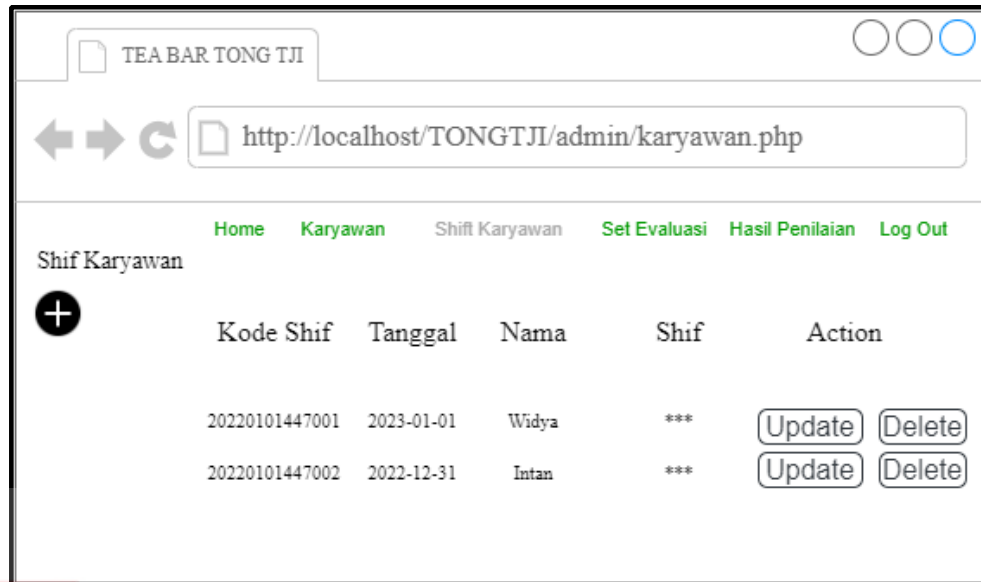 TEA BAR TONG TJI
http://localhost/TONGTJI/admin/karyawan.php
Home Karyawan Shift Karyawan Set Evaluasi Hasil Penilaian Log Out
Shif Karyawan
Kode Shif Tanggal Nama Shif Action
20220101447001 2023-01-01 Widya *** Update Delete
20220101447002 2022-12-31 Intan *** Update Delete